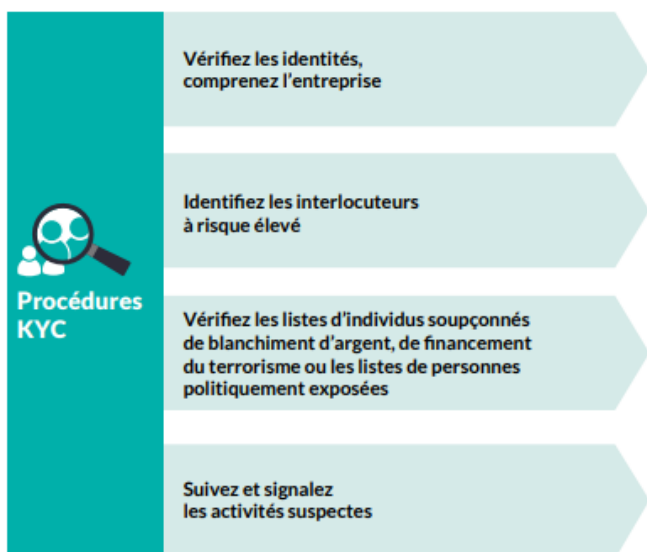 Procédures
KYC
Vérifiez les identités,
comprenez l'entreprise
Identifiez les interlocuteurs
à risque élevé
Vérifiez les listes d'individus soupçonnés
de blanchiment d'argent, de financement
du terrorisme ou les listes de personnes
politiquement exposées
Suivez et signalez
les activités suspectes